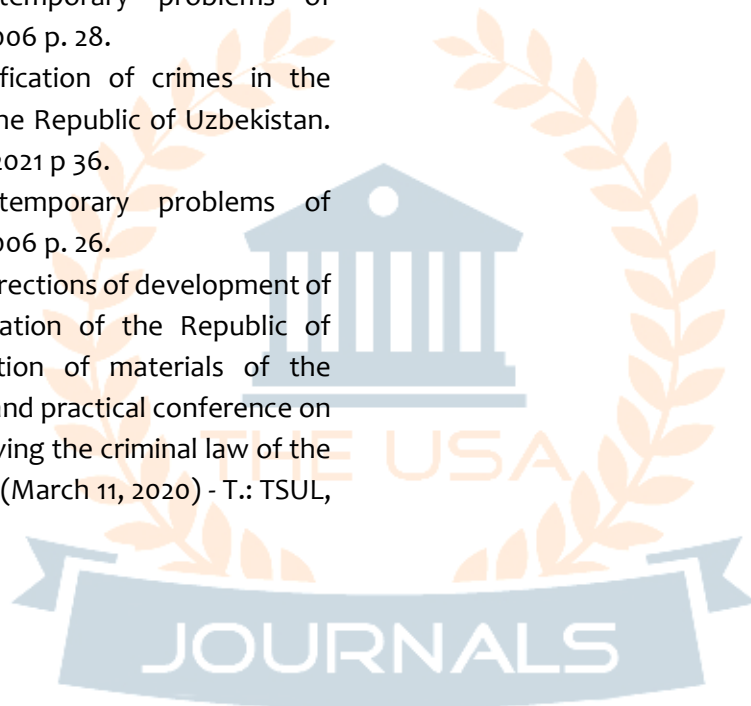 temporary problems of
006 p. 28.
fication of crimes in the
he Republic of Uzbekistan.
2021 p 36.
temporary problems of
006 p. 26.
rections of development of
ation of the Republic of
tion of materials of the
and practical conference on
ving the criminal law of the
(March 11, 2020) - T.: TSUL,
THE USA
JOURNALS